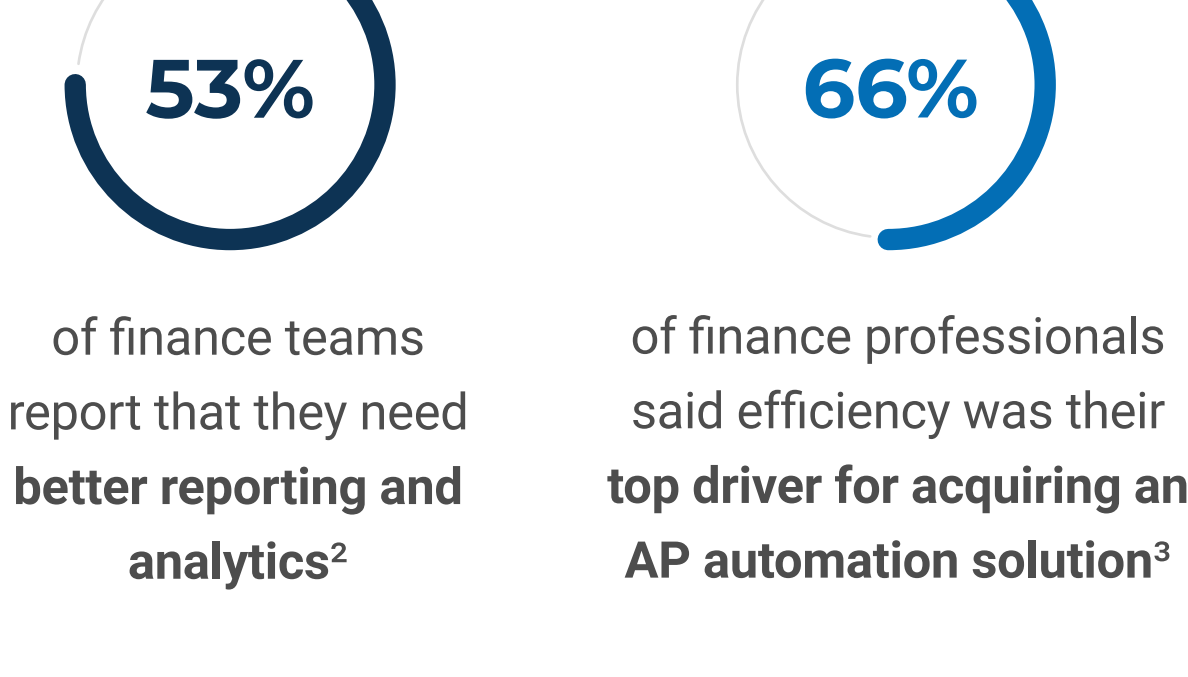 53%
of finance teams
report that they need
better reporting and
analytics²
66%
of finance professionals
said efficiency was their
top driver for acquiring an
AP automation solution³